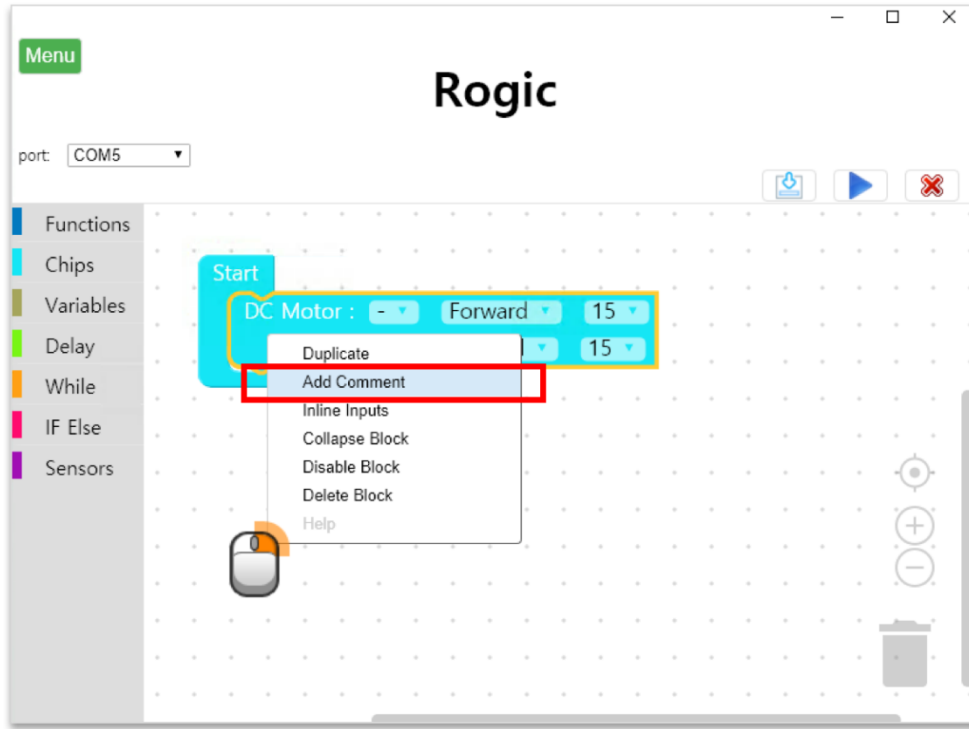 Menu
Rogic
port: COM5
Functions
Chips
Variables
Delay
While
IF Else
Sensors
Start
DC Motor : - Forward 15
15
Duplicate
Add Comment
Inline Inputs
Collapse Block
Disable Block
Delete Block
Help